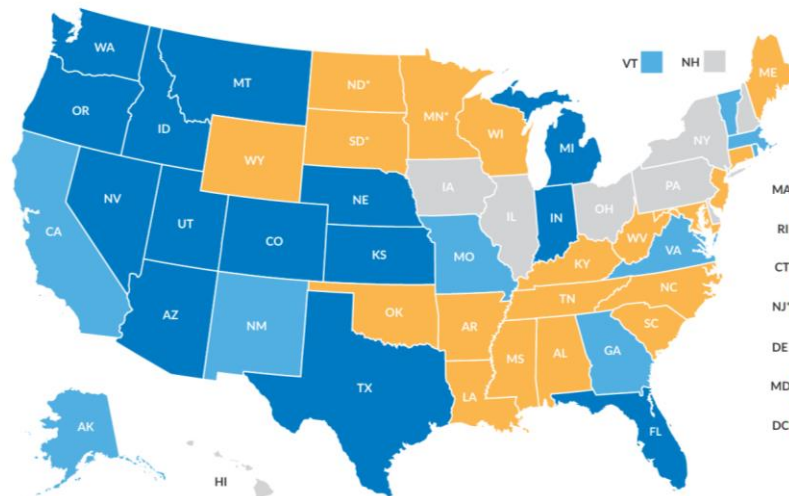 WA
MT
ND*
MN*
VT
NH
ME
OR
ID
SD*
WI
NY
WY
MI
IA
PA
NE
MA
NV
UT
CO
IL
IN
OH
RI
CA
KS
MO
WV
VA
CT
KY
AZ
NM
OK
AR
TN
NC
NJ*
SC
DE
MS
AL
GA
MD
TX
LA
DC
AK
FL
HI